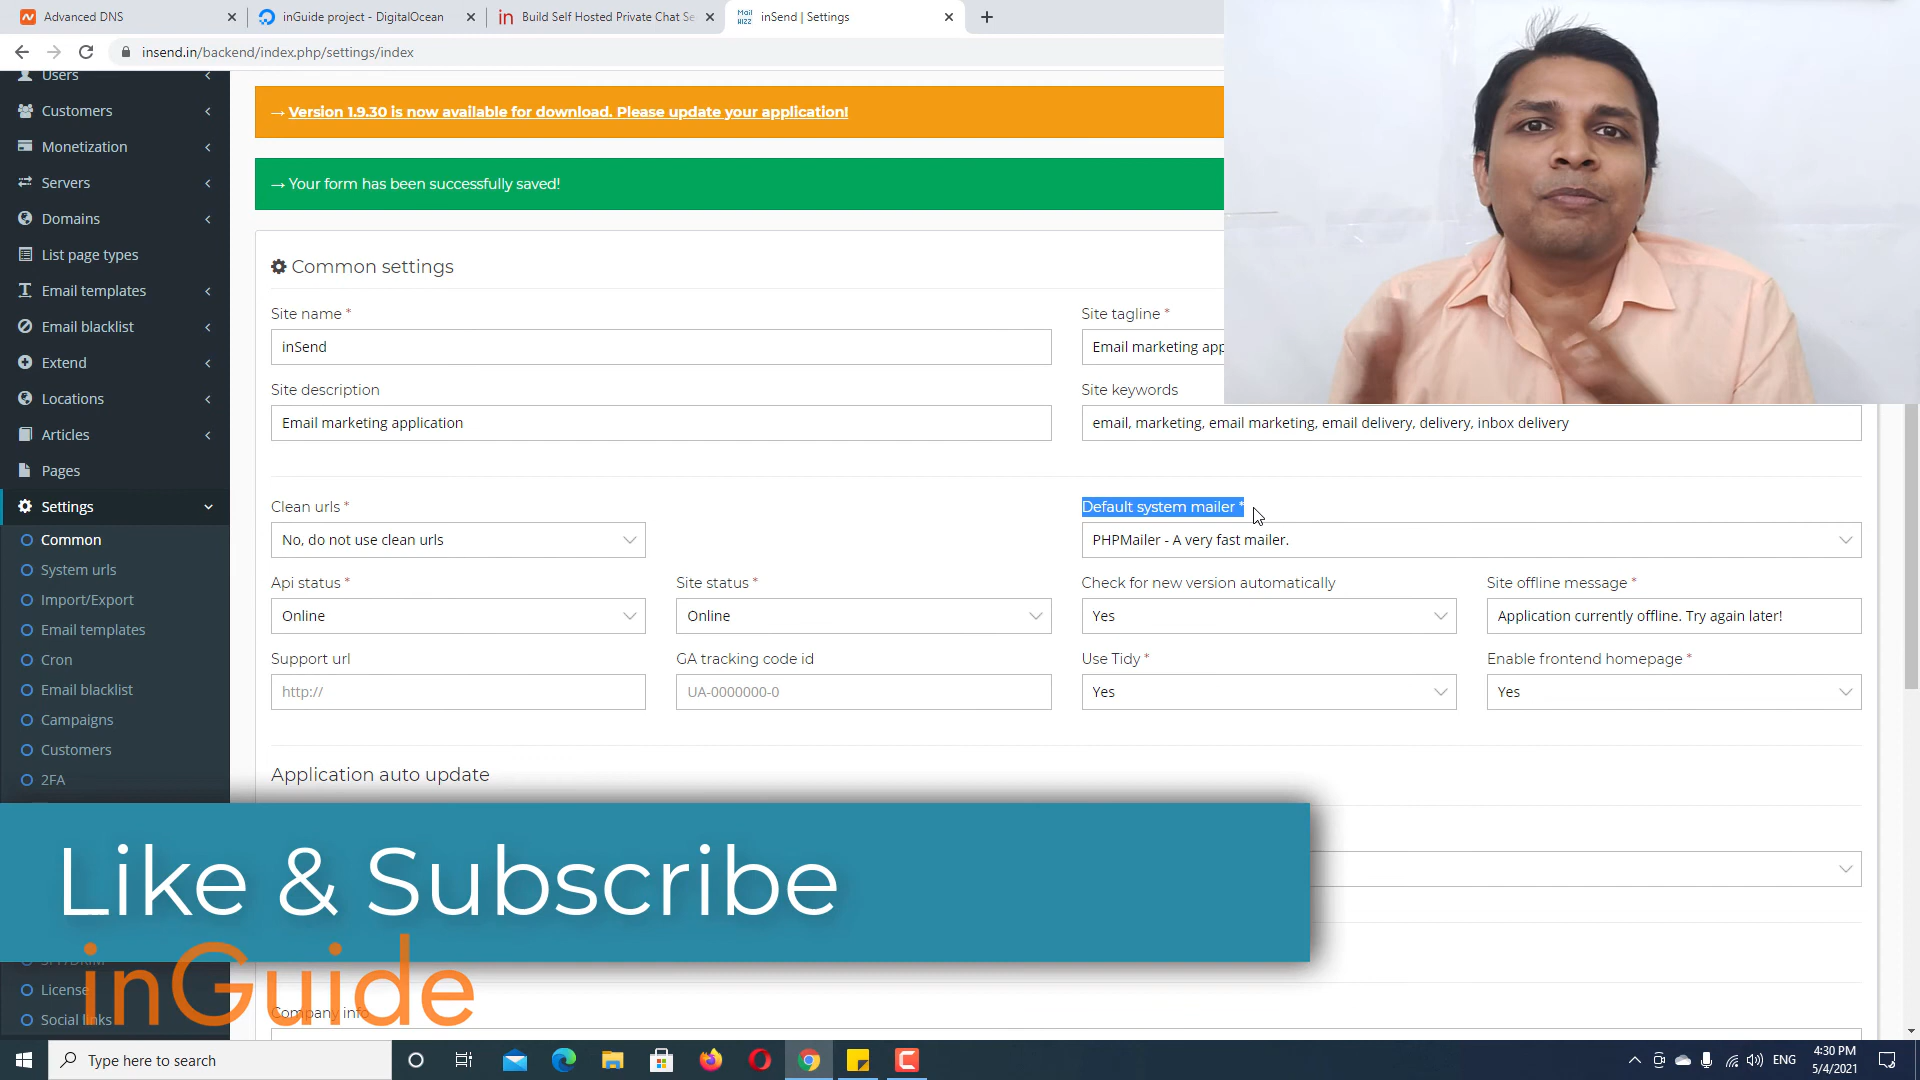 Advanced DNS
inGuide project - DigitalOcean
in Build Self Hosted Private Chat Se
Mail Wizz inSend | Settings
insend.in/backend/index.php/settings/index
Users
Customers
Monetization
Servers
Domains
List page types
Email templates
Email blacklist
Extend
Locations
Articles
Pages
Settings
Common
System urls
Import/Export
Email templates
Cron
Email blacklist
Campaigns
Customers
2FA
License
Social links
→ Version 1.9.30 is now available for download. Please update your application!
→ Your form has been successfully saved!
Common settings
Site name *
inSend
Site tagline *
Email marketing app
Site description
Email marketing application
Site keywords
email, marketing, email marketing, email delivery, delivery, inbox delivery
Clean urls *
No, do not use clean urls
Default system mailer *
PHPMailer - A very fast mailer.
Api status *
Online
Site status *
Online
Check for new version automatically
Yes
Site offline message *
Application currently offline. Try again later!
Support url
http://
GA tracking code id
UA-0000000-0
Use Tidy *
Yes
Enable frontend homepage *
Yes
Application auto update
Company info
Like & Subscribe
inGuide
Type here to search
ENG
4:30 PM
5/4/2021